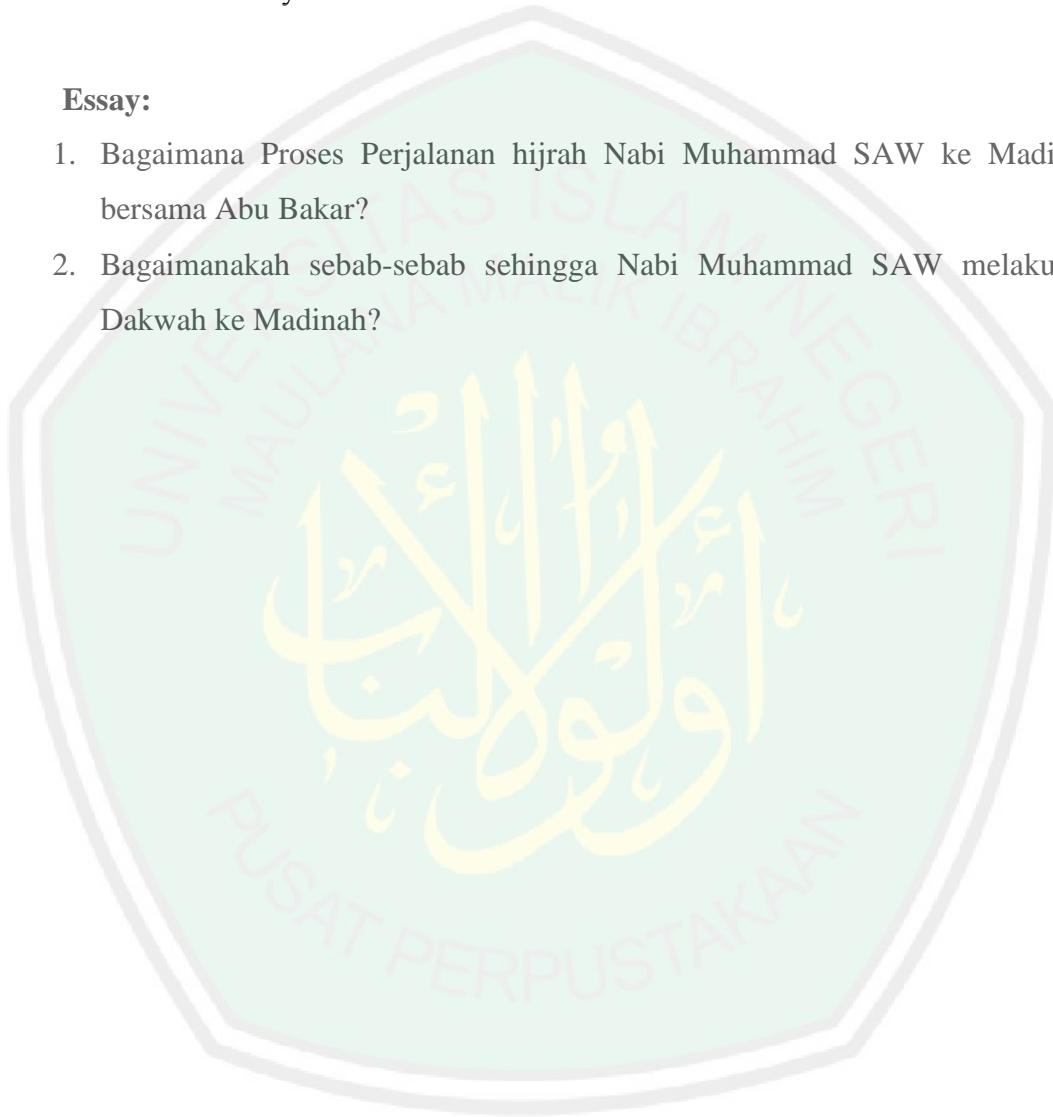 Essay:
1. Bagaimana Proses Perjalanan hijrah Nabi Muhammad SAW ke Madi
bersama Abu Bakar?
2. Bagaimanakah sebab-sebab sehingga Nabi Muhammad SAW melaku
Dakwah ke Madinah?
UNIVERSITAS ISLAM NEGERI
MAULANA MALIK IBRAHIM
أولوا الألباب
PUSAT PERPUSTAKAAN